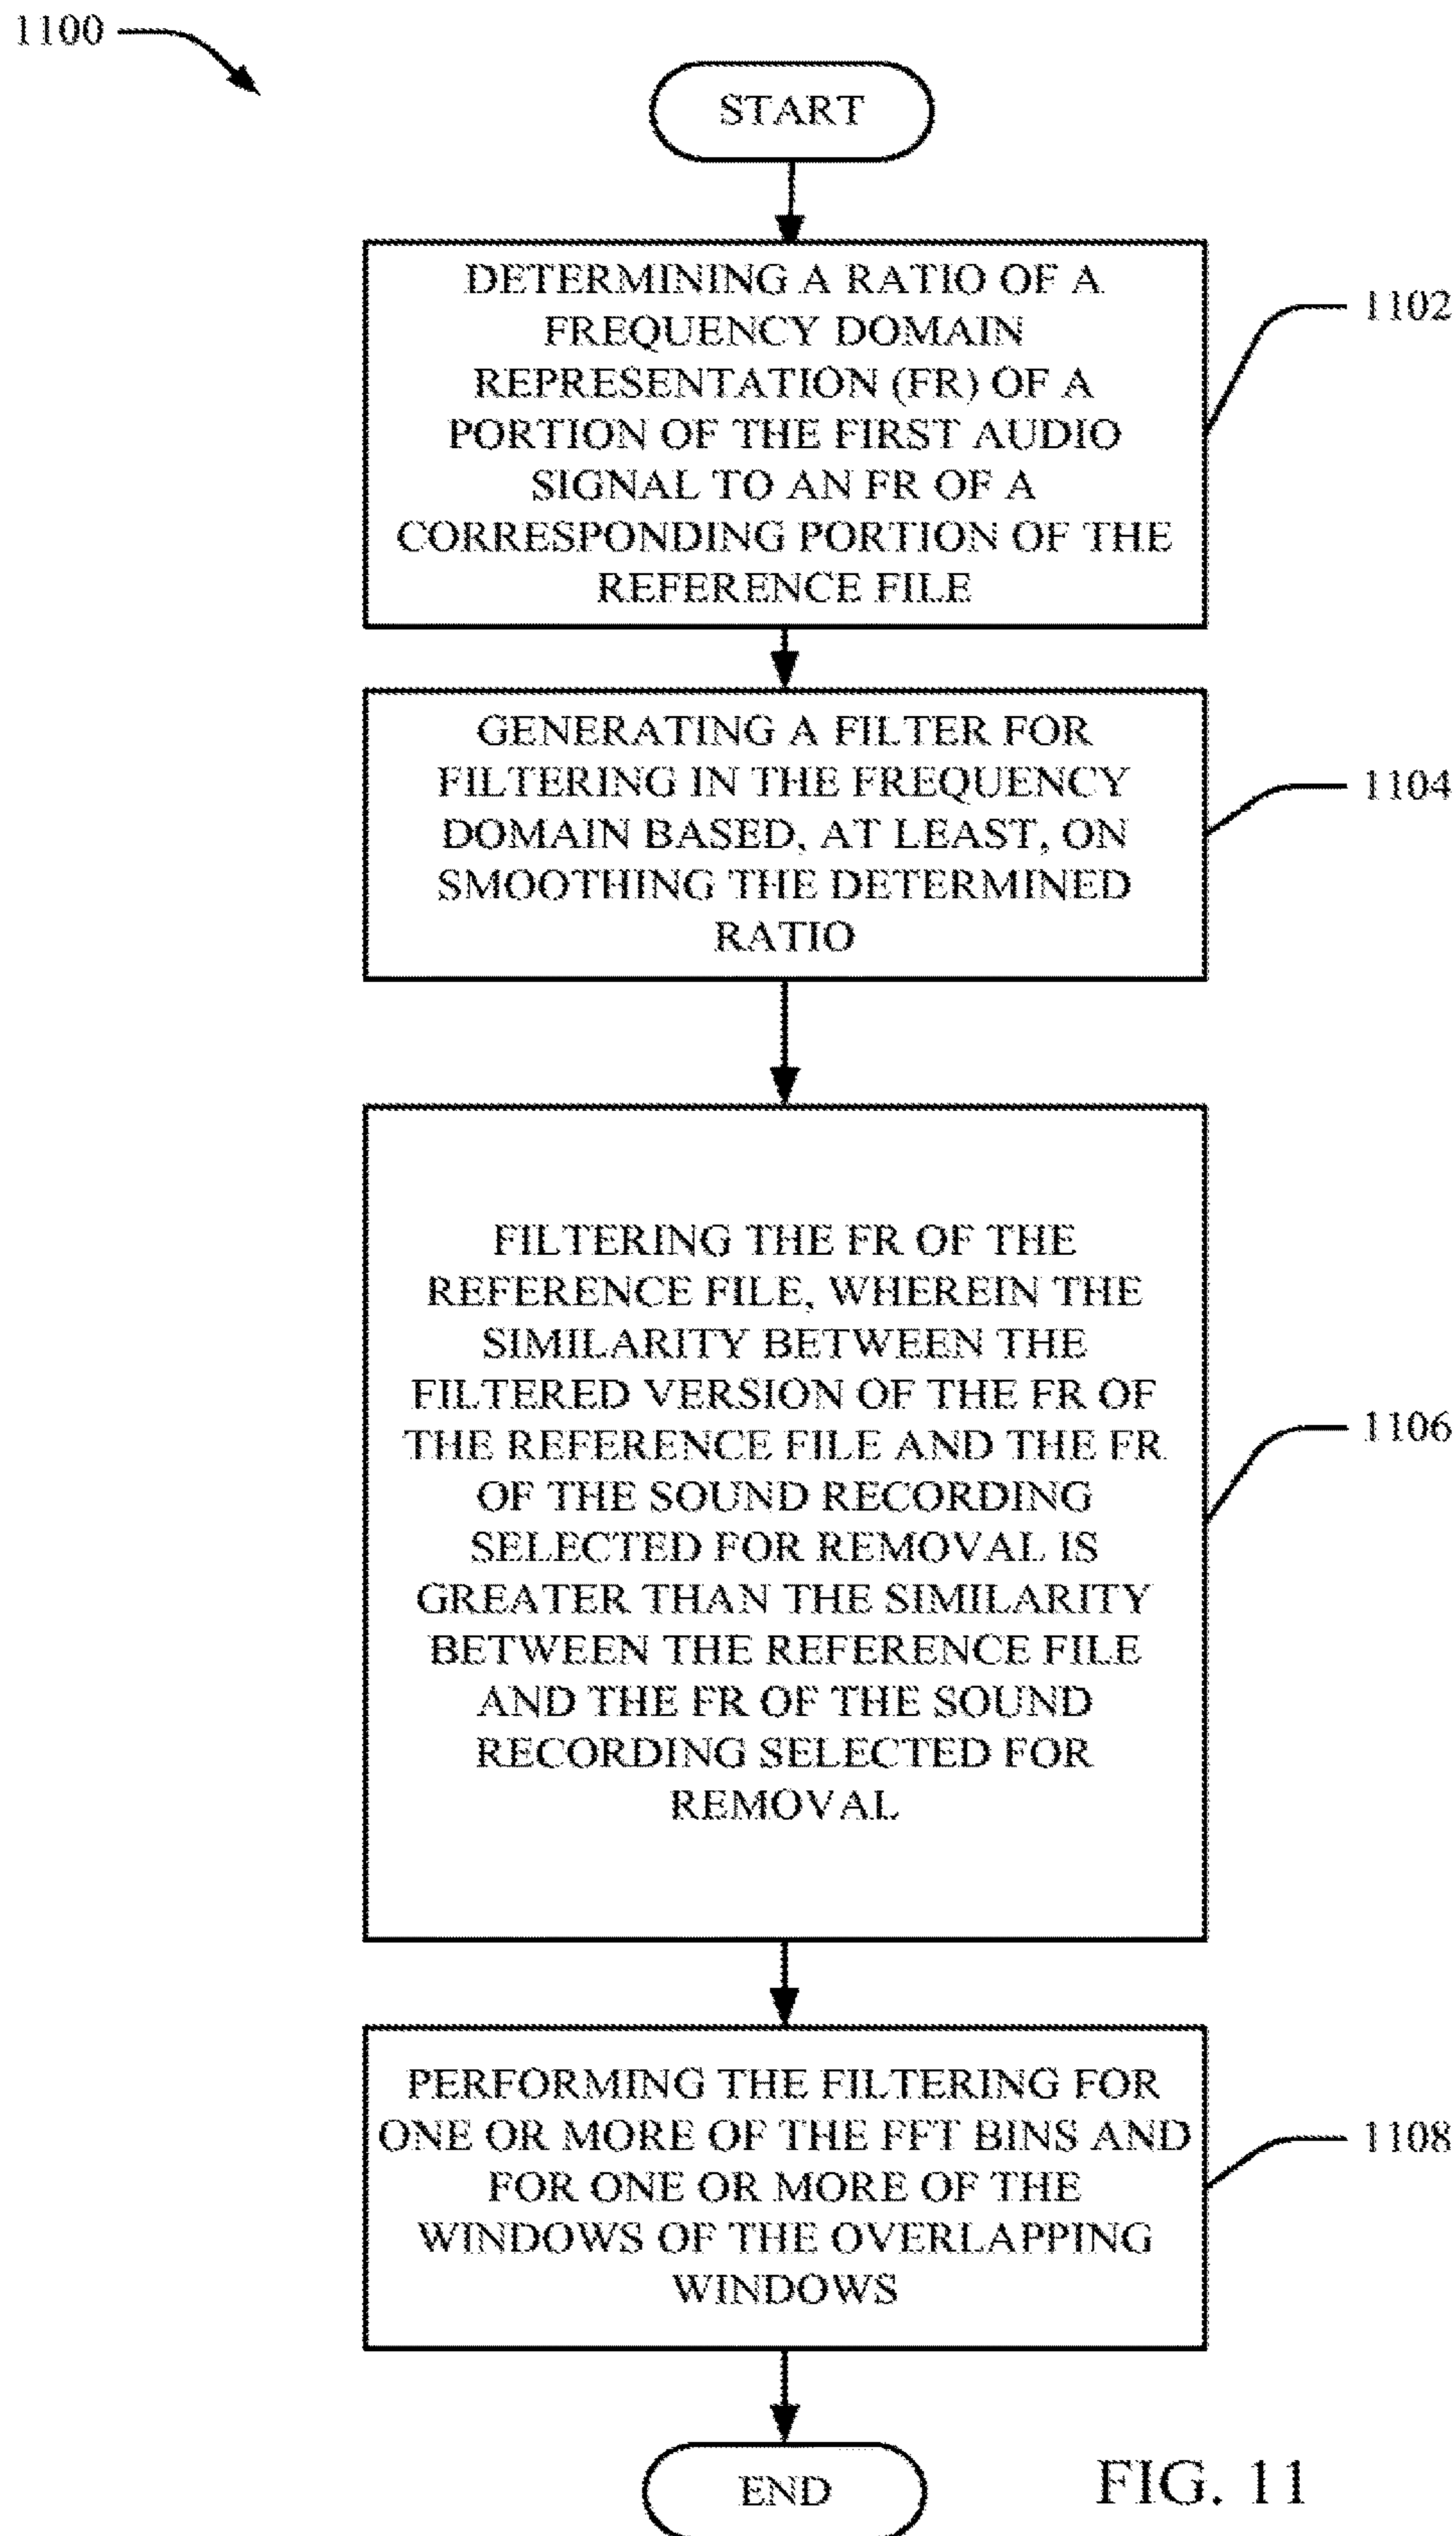 1100
START
DETERMINING A RATIO OF A
FREQUENCY DOMAIN
REPRESENTATION (FR) OF A
PORTION OF THE FIRST AUDIO
SIGNAL TO AN FR OF A
CORRESPONDING PORTION OF THE
REFERENCE FILE
1102
GENERATING A FILTER FOR
FILTERING IN THE FREQUENCY
DOMAIN BASED, AT LEAST, ON
SMOOTHING THE DETERMINED
RATIO
1104
FILTERING THE FR OF THE
REFERENCE FILE, WHEREIN THE
SIMILARITY BETWEEN THE
FILTERED VERSION OF THE FR OF
THE REFERENCE FILE AND THE FR
OF THE SOUND RECORDING
SELECTED FOR REMOVAL IS
GREATER THAN THE SIMILARITY
BETWEEN THE REFERENCE FILE
AND THE FR OF THE SOUND
RECORDING SELECTED FOR
REMOVAL
1106
PERFORMING THE FILTERING FOR
ONE OR MORE OF THE FFT BINS AND
FOR ONE OR MORE OF THE
WINDOWS OF THE OVERLAPPING
WINDOWS
1108
END
FIG. 11